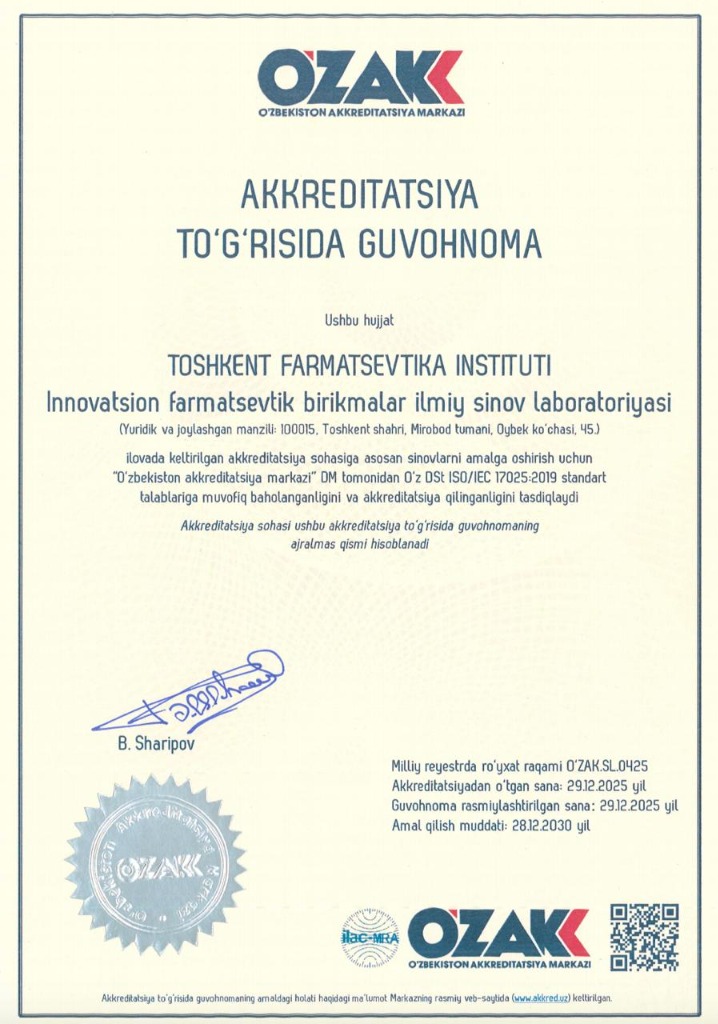 O'ZAKK
O'ZBEKISTON AKKREDITATSIYA MARKAZI
AKKREDITATSIYA
TO‘G‘RISIDA GUVOHNOMA
Ushbu hujjat
TOSHKENT FARMATSEVTIKA INSTITUTI
Innovatsion farmatsevtik birikmalar ilmiy sinov laboratoriyasi
(Yuridik va joylashgan manzili: 100015, Toshkent shahri, Mirobod tumani, Oybek ko‘chasi, 45.)
ilovada keltirilgan akkreditatsiya sohasiga asosan sinovlarni amalga oshirish uchun
"O‘zbekiston akkreditatsiya markazi" DM tomonidan O‘z DSt ISO/IEC 17025:2019 standart
talablariga muvofiq baholanganligini va akkreditatsiya qilinganligini tasdiqlaydi
Akkreditatsiya sohasi ushbu akkreditatsiya to‘g‘risida guvohnomaning
ajralmas qismi hisoblanadi
B. Sharipov
Milliy reyestrda ro‘yxat raqami O‘ZAK.SL.0425
Akkreditatsiyadan o‘tgan sana: 29.12.2025 yil
Guvohnoma rasmiylashtirilgan sana: 29.12.2025 yil
Amal qilish muddati: 28.12.2030 yil
O'zbekiston Akkreditatsiya Markazi
O'ZAKK
ilac-MRA
O'ZAKK
O'ZBEKISTON AKKREDITATSIYA MARKAZI
Akkreditatsiya to‘g‘risida guvohnomaning amaldagi holati haqidagi ma’lumot Markazning rasmiy veb-saytida (www.akkred.uz) keltirilgan.